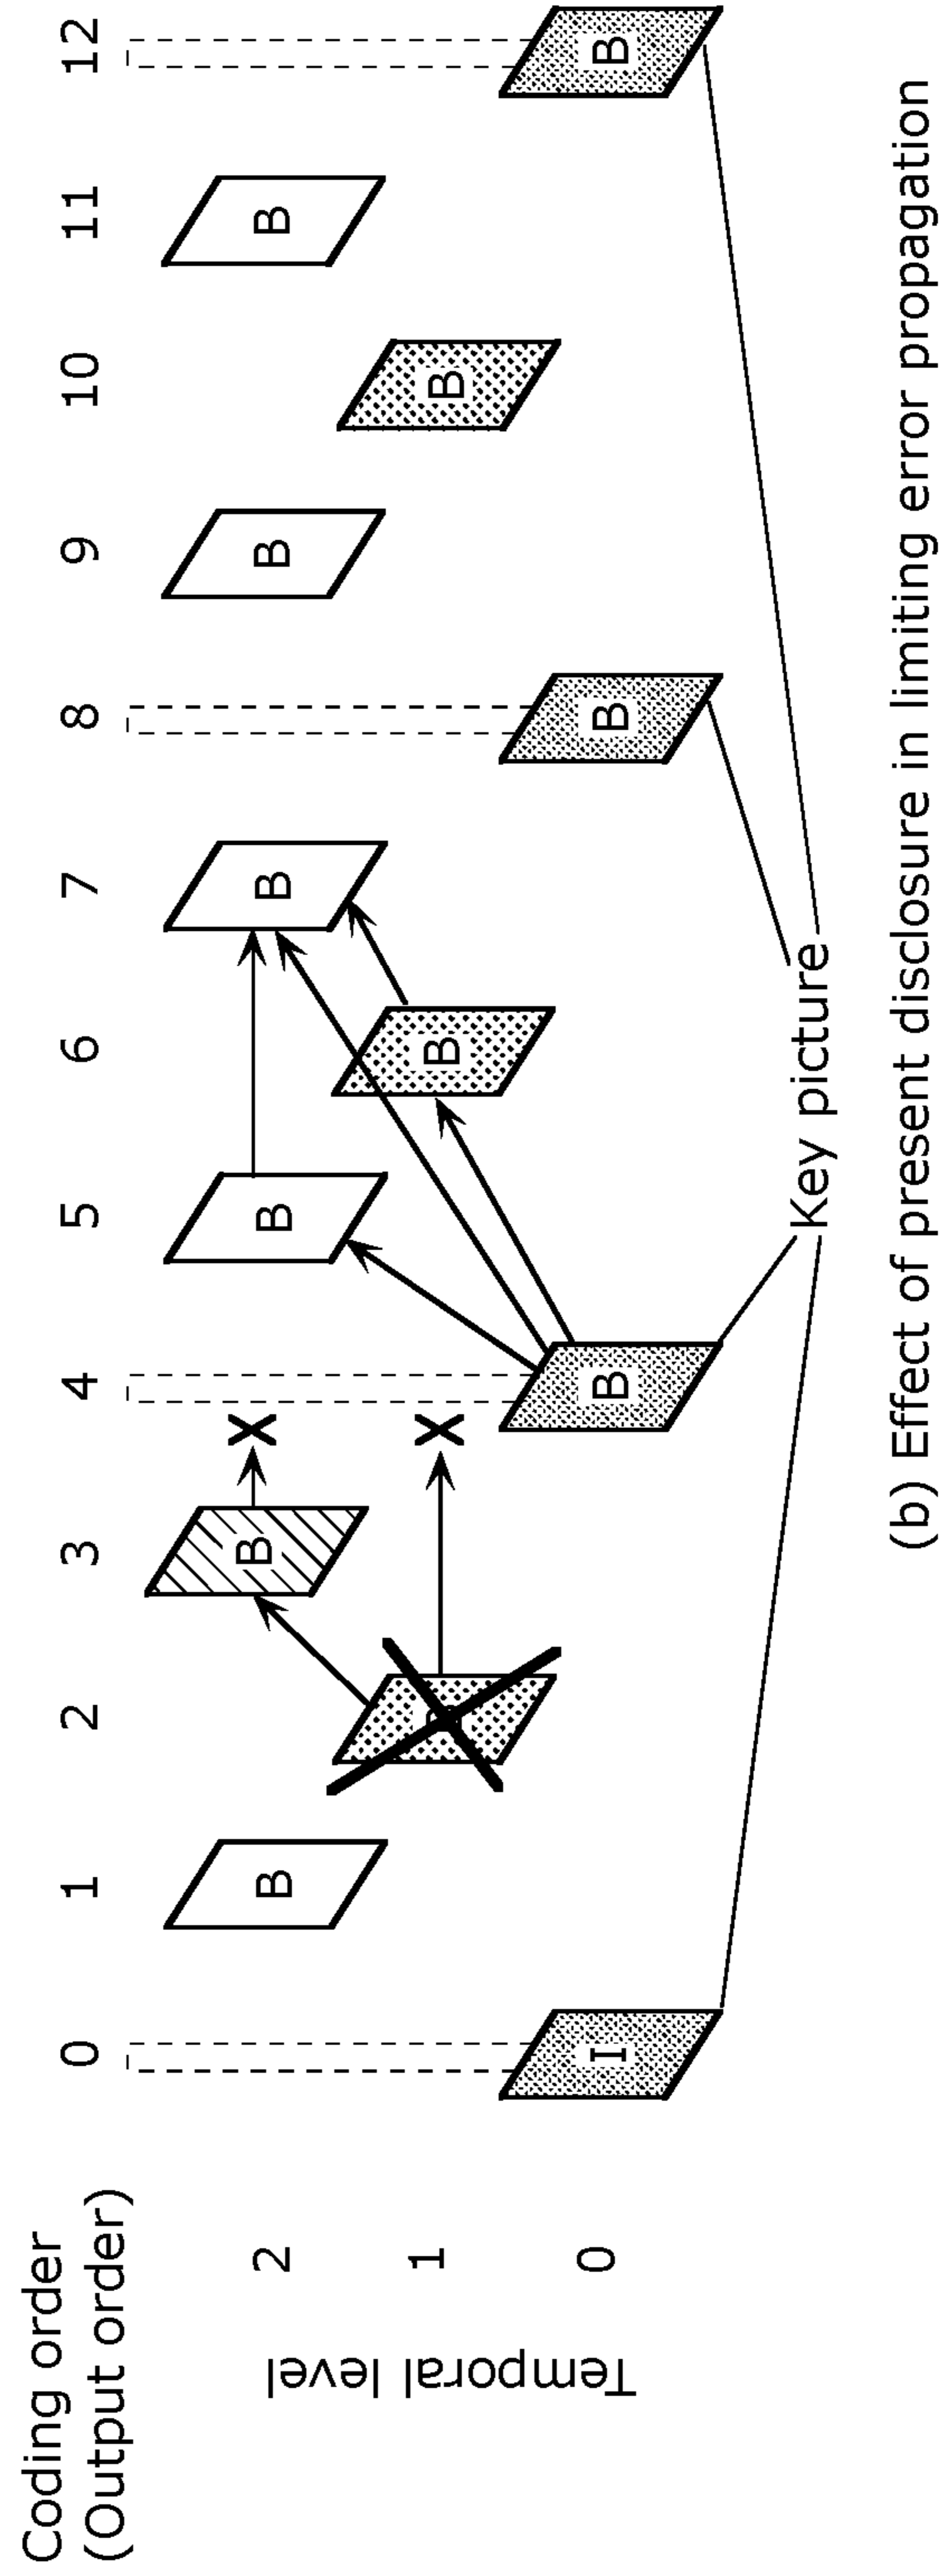 Coding order
(Output order)
0 1 2 3 4 5 6 7 8 9 10 11 12
Temporal level
2
1
0
B B B B B B
X
B B
X
I B B B
Key picture
(b) Effect of present disclosure in limiting error propagation